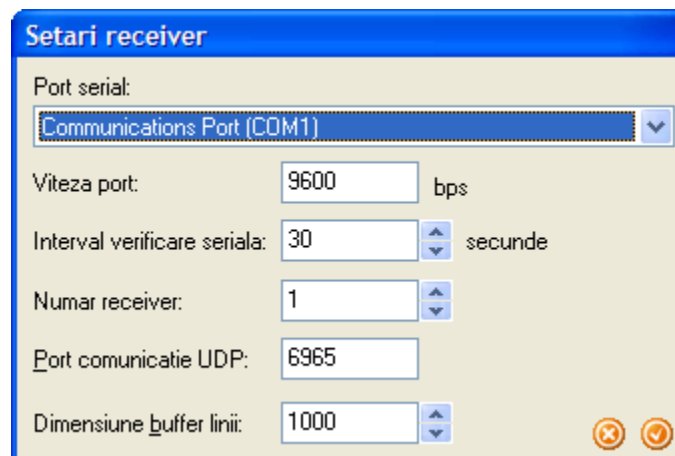 Setari receiver
Port serial:
Communications Port (COM1)
Viteza port: 9600 bps
Interval verificare seriala: 30 secunde
Numar receiver: 1
Port comunicatie UDP: 6965
Dimensiune buffer linii: 1000